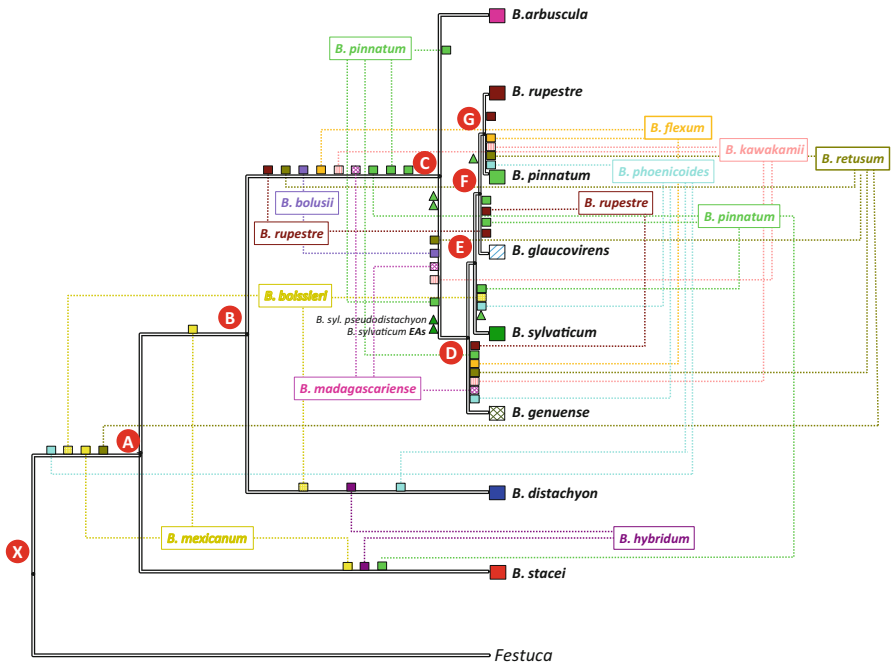 B.arbuscula
B. pinnatum
B. rupestre
G
B. flexum
B. kawakamii
B. retusum
C
B. phoenicoides
F
B. pinnatum
B. bolusii
B. rupestre
B. pinnatum
B. rupestre
E
B. glaucovirens
B. boissieri
B
B. syl. pseudodistachyon
B. sylvaticum EAs
B. sylvaticum
D
B. madagascariense
B. genuense
A
B. distachyon
B. mexicanum
B. hybridum
X
B. stacei
Festuca